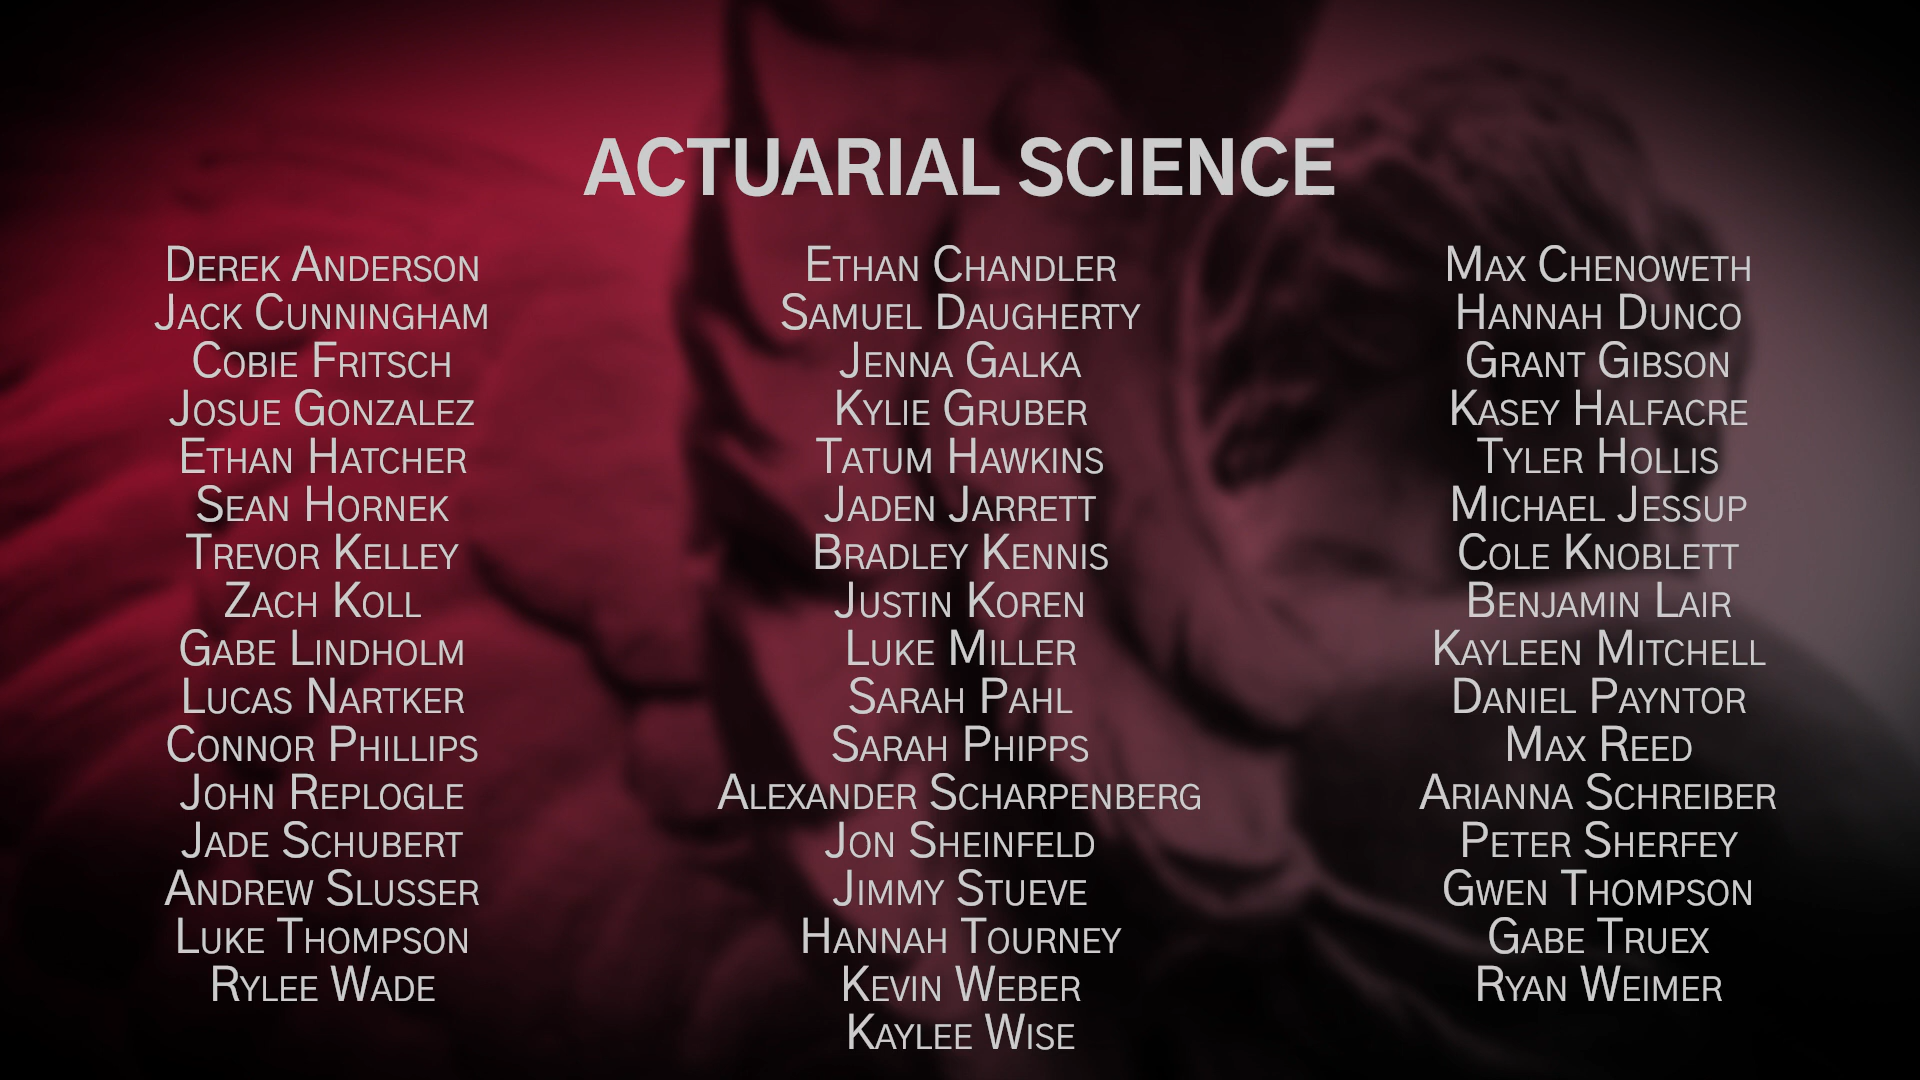 ACTUARIAL SCIENCE
DEREK ANDERSON
JACK CUNNINGHAM
COBIE FRITSCH
JOSUE GONZALEZ
ETHAN HATCHER
SEAN HORNEK
TREVOR KELLEY
ZACH KOLL
GABE LINDHOLM
LUCAS NARTKER
CONNOR PHILLIPS
JOHN REPLOGLE
JADE SCHUBERT
ANDREW SLUSSER
LUKE THOMPSON
RYLEE WADE
ETHAN CHANDLER
SAMUEL DAUGHERTY
JENNA GALKA
KYLIE GRUBER
TATUM HAWKINS
JADEN JARRETT
BRADLEY KENNIS
JUSTIN KOREN
LUKE MILLER
SARAH PAHL
SARAH PHIPPS
ALEXANDER SCHARPENBERG
JON SHEINFELD
JIMMY STUEVE
HANNAH TOURNEY
KEVIN WEBER
KAYLEE WISE
MAX CHENOWETH
HANNAH DUNCO
GRANT GIBSON
KASEY HALFACRE
TYLER HOLLIS
MICHAEL JESSUP
COLE KNOBLETT
BENJAMIN LAIR
KAYLEEN MITCHELL
DANIEL PAYNTOR
MAX REED
ARIANNA SCHREIBER
PETER SHERFEY
GWEN THOMPSON
GABE TRUEX
RYAN WEIMER